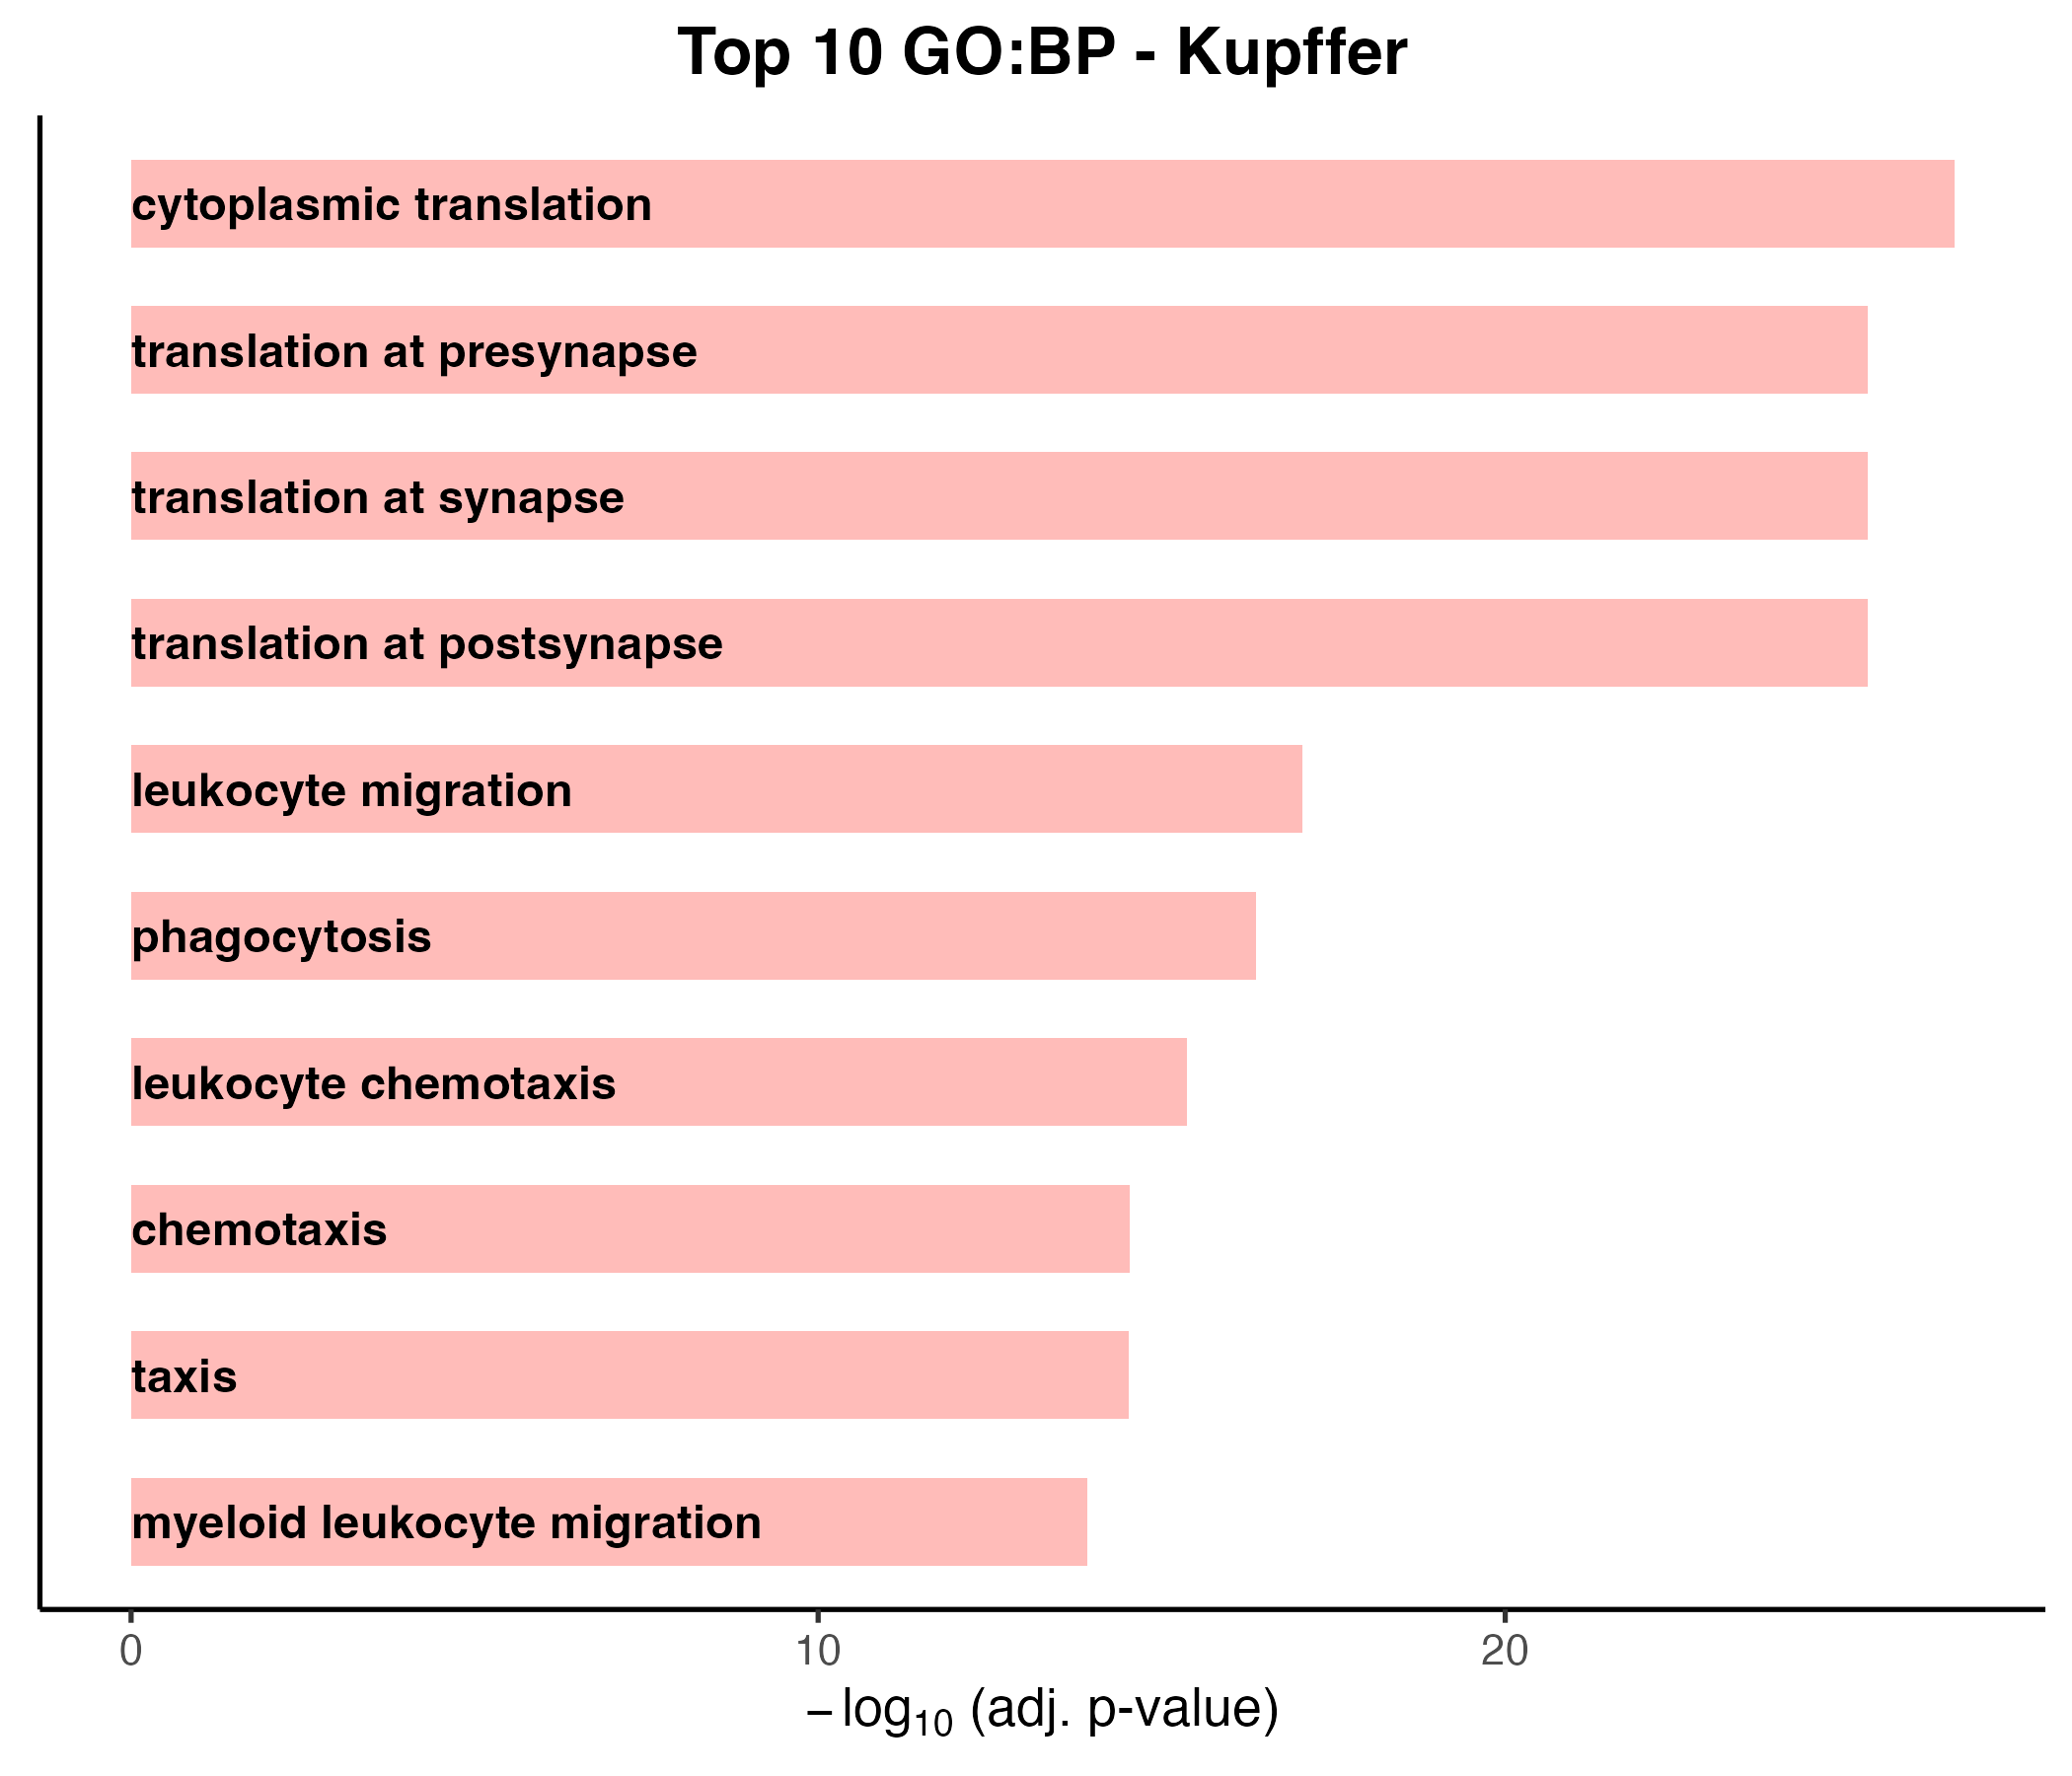 Top 10 GO:BP - Kupffer
cytoplasmic translation
translation at presynapse
translation at synapse
translation at postsynapse
leukocyte migration
phagocytosis
leukocyte chemotaxis
chemotaxis
taxis
myeloid leukocyte migration
0 10 20
−log₁₀ (adj. p-value)